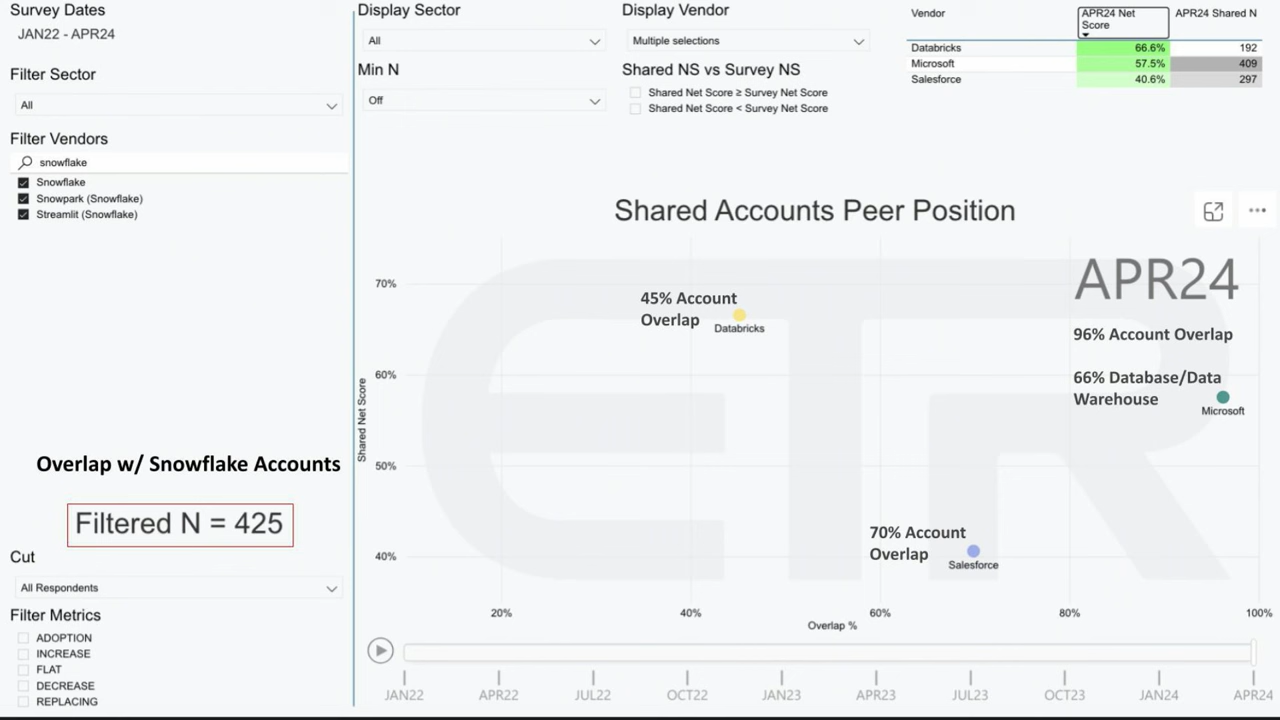 Survey Dates
JAN22 - APR24
Filter Sector
All
Filter Vendors
snowflake
Snowflake
Snowpark (Snowflake)
Streamlit (Snowflake)
Overlap w/ Snowflake Accounts
Filtered N = 425
Cut
All Respondents
Filter Metrics
ADOPTION
INCREASE
FLAT
DECREASE
REPLACING
Display Sector
All
Min N
Off
Display Vendor
Multiple selections
Shared NS vs Survey NS
Shared Net Score ≥ Survey Net Score
Shared Net Score < Survey Net Score
Vendor APR24 Net Score APR24 Shared N
Databricks 66.6% 192
Microsoft 57.5% 409
Salesforce 40.6% 297
Shared Accounts Peer Position
ETR
APR24
70%
60%
50%
40%
Shared Net Score
45% Account
Overlap
Databricks
96% Account Overlap
66% Database/Data
Warehouse
Microsoft
70% Account
Overlap
Salesforce
20% 40% 60% 80% 100%
Overlap %
JAN22 APR22 JUL22 OCT22 JAN23 APR23 JUL23 OCT23 JAN24 APR24